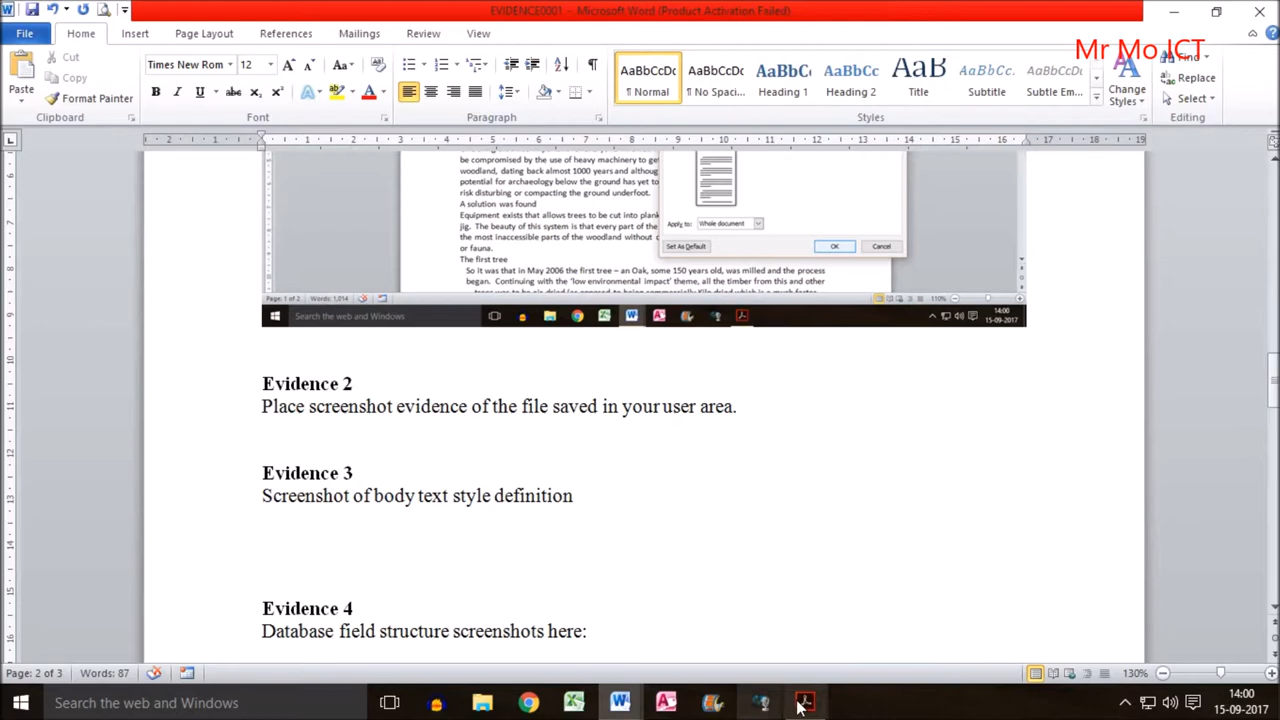 EVIDENCE0001 - Microsoft Word (Product Activation Failed)
File Home Insert Page Layout References Mailings Review View
Mr Mo ICT
Paste
Cut
Copy
Format Painter
Clipboard
Times New Rom 12
Font
Paragraph
AaBbCcDc AaBbCcDc AaBbC AaBbCc AaB AaBbCc. AaBbCcDc
¶ Normal ¶ No Spaci... Heading 1 Heading 2 Title Subtitle Subtle Em...
Change Styles
Styles
Find
Replace
Select
Editing
be compromised by the use of heavy machinery to ge
woodland, dating back almost 1000 years and althoug
potential for archaeology below the ground has yet to
risk disturbing or compacting the ground underfoot.
A solution was found
Equipment exists that allows trees to be cut into plank
jig. The beauty of this system is that every part of the
the most inaccessible parts of the woodland without
or fauna.
The first tree
So it was that in May 2006 the first tree – an Oak, some 150 years old, was milled and the process
began. Continuing with the 'low environmental impact' theme, all the timber from this and other
Apply to: Whole document
Set As Default OK Cancel
Page: 1 of 2 Words: 1,014 110%
Search the web and Windows
14:00
15-09-2017
Evidence 2
Place screenshot evidence of the file saved in your user area.
Evidence 3
Screenshot of body text style definition
Evidence 4
Database field structure screenshots here:
Page: 2 of 3 Words: 87 130%
Search the web and Windows
14:00
15-09-2017